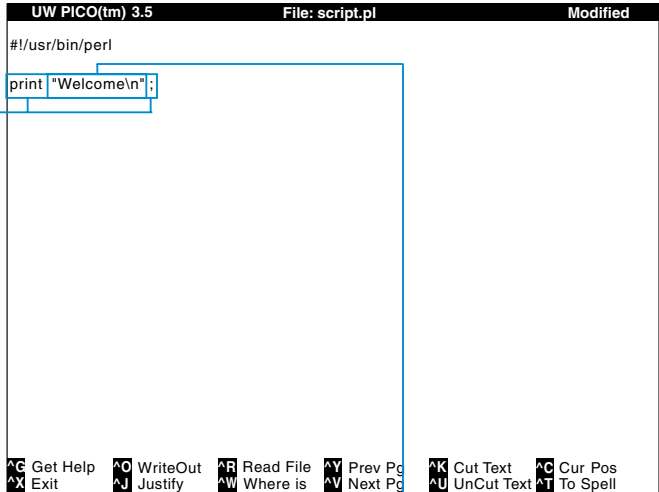 UW PICO(tm) 3.5 File: script.pl Modified
#!/usr/bin/perl
print "Welcome\n";
^G Get Help ^O WriteOut ^R Read File ^Y Prev Pg ^K Cut Text ^C Cur Pos
^X Exit ^J Justify ^W Where is ^V Next Pg ^U UnCut Text ^T To Spell